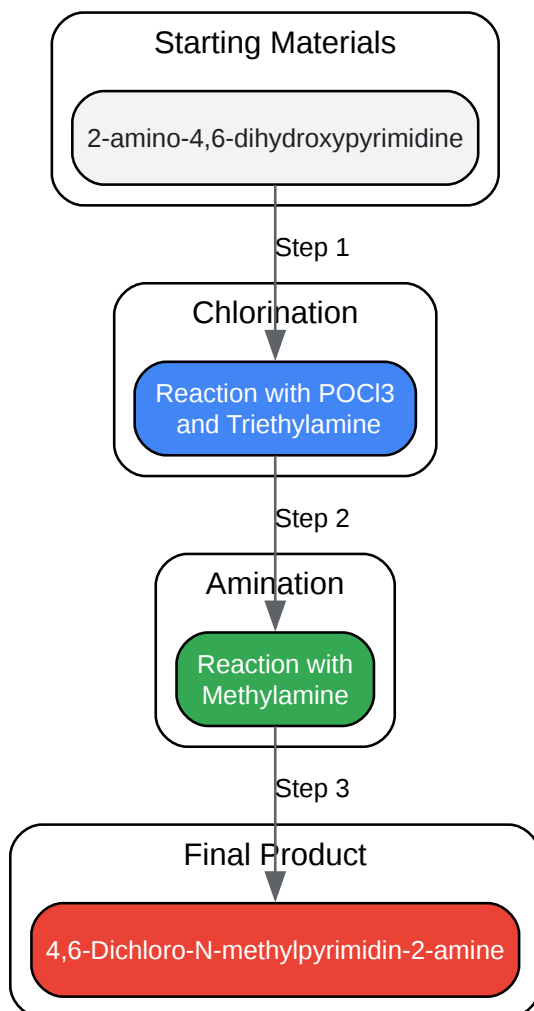 Starting Materials
2-amino-4,6-dihydroxypyrimidine
Step 1
Chlorination
Reaction with POCl3
and Triethylamine
Step 2
Amination
Reaction with
Methylamine
Step 3
Final Product
4,6-Dichloro-N-methylpyrimidin-2-amine